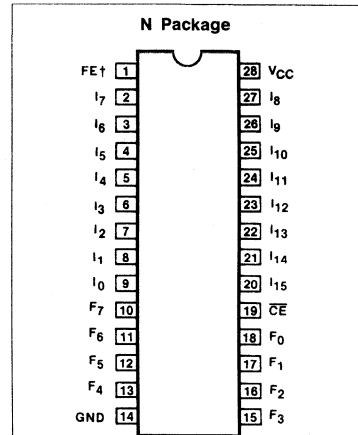 N Package
FE† 1 28 VCC
I7 2 27 I8
I6 3 26 I9
I5 4 25 I10
I4 5 24 I11
I3 6 23 I12
I2 7 22 I13
I1 8 21 I14
I0 9 20 I15
F7 10 19 C̅E̅
F6 11 18 F0
F5 12 17 F1
F4 13 16 F2
GND 14 15 F3